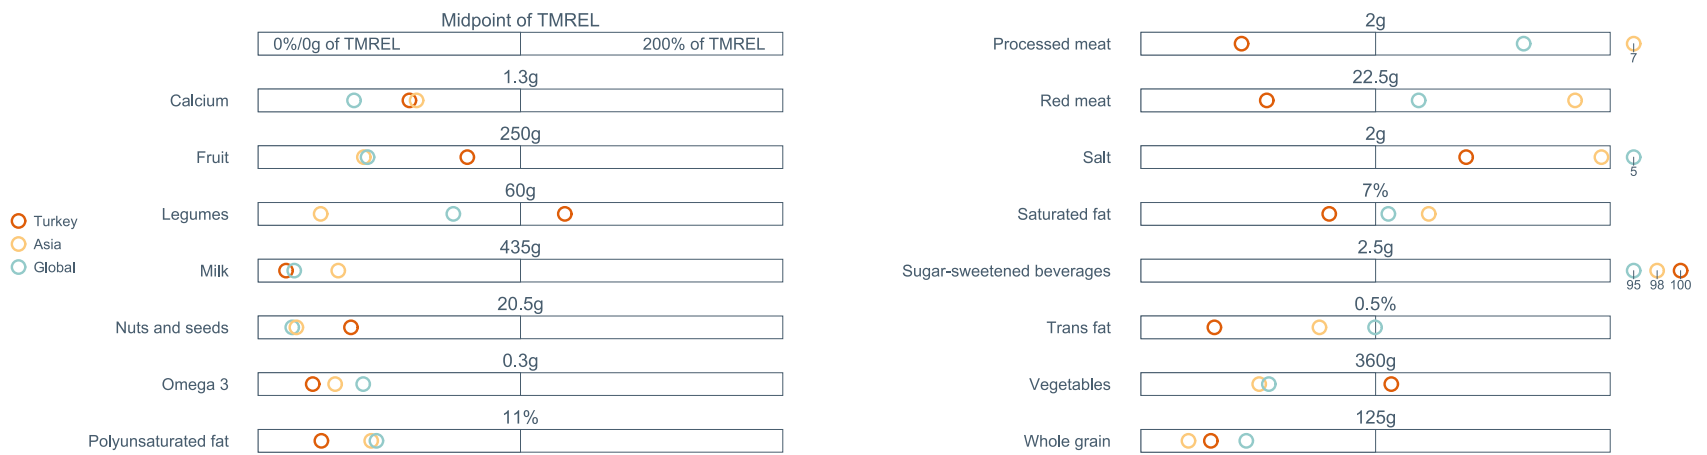 Midpoint of TMREL
0%/0g of TMREL 200% of TMREL
1.3g
Calcium
250g
Fruit
60g
Legumes
435g
Milk
20.5g
Nuts and seeds
0.3g
Omega 3
11%
Polyunsaturated fat
Turkey
Asia
Global
2g
Processed meat
7
22.5g
Red meat
2g
Salt
5
7%
Saturated fat
2.5g
Sugar-sweetened beverages
95 98 100
0.5%
Trans fat
360g
Vegetables
125g
Whole grain